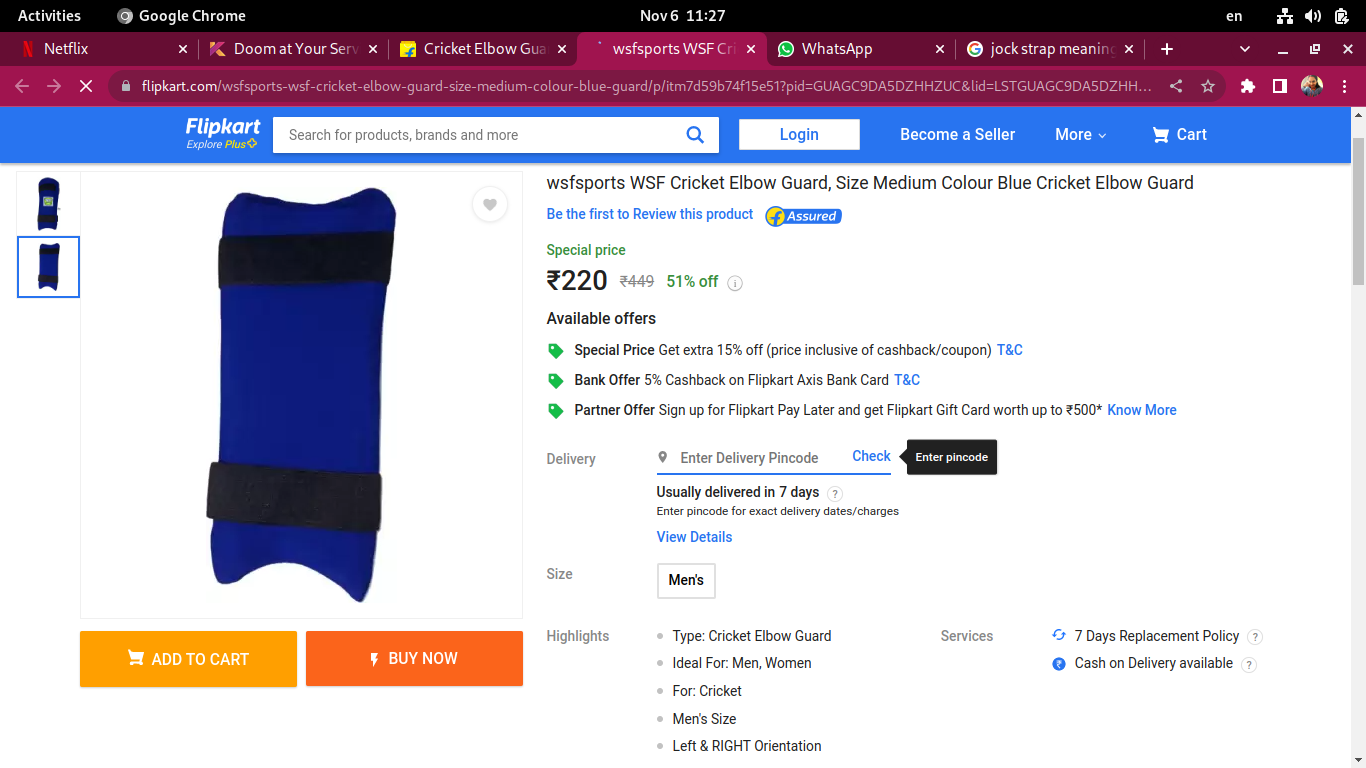 Activities Google Chrome Nov 6 11:27 en
Netflix Doom at Your Serv Cricket Elbow Gua wsfsports WSF Cri WhatsApp jock strap meaning
flipkart.com/wsfsports-wsf-cricket-elbow-guard-size-medium-colour-blue-guard/p/itm7d59b74f15e51?pid=GUAGC9DA5DZHHZUC&lid=LSTGUAGC9DA5DZHH...
Flipkart Search for products, brands and more Login Become a Seller More Cart
Explore Plus
wsfsports WSF Cricket Elbow Guard, Size Medium Colour Blue Cricket Elbow Guard
Be the first to Review this product Assured
Special price
₹220 ₹449 51% off
Available offers
Special Price Get extra 15% off (price inclusive of cashback/coupon) T&C
Bank Offer 5% Cashback on Flipkart Axis Bank Card T&C
Partner Offer Sign up for Flipkart Pay Later and get Flipkart Gift Card worth up to ₹500* Know More
Delivery Enter Delivery Pincode Check Enter pincode
Usually delivered in 7 days ?
Enter pincode for exact delivery dates/charges
View Details
Size Men's
Highlights Type: Cricket Elbow Guard Services 7 Days Replacement Policy ?
ADD TO CART BUY NOW Ideal For: Men, Women Cash on Delivery available ?
For: Cricket
Men's Size
Left & RIGHT Orientation